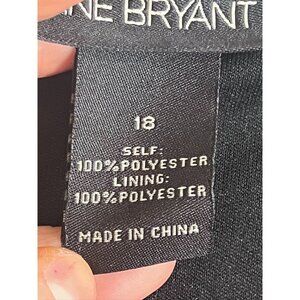 NE BRYANT
18
SELF:
100%POLYESTER
LINING:
100%POLYESTER
MADE IN CHINA